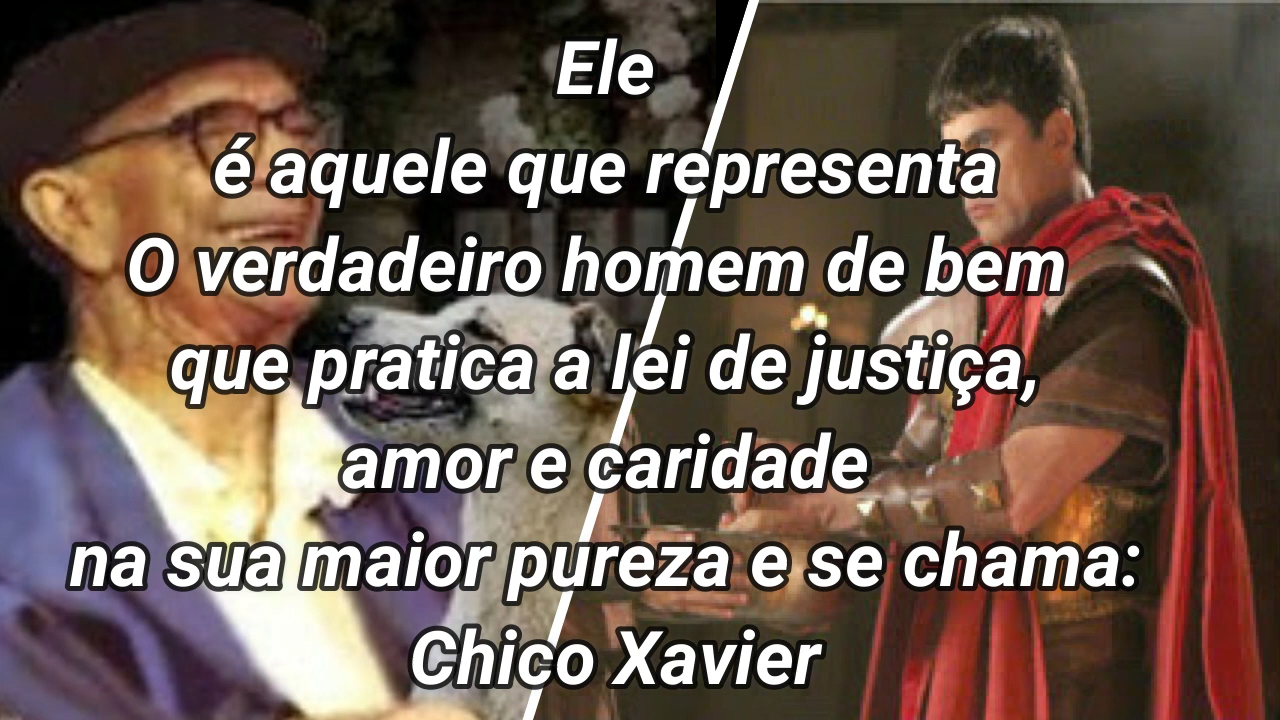 Ele
é aquele que representa
O verdadeiro homem de bem
que pratica a lei de justiça,
amor e caridade
na sua maior pureza e se chama:
Chico Xavier